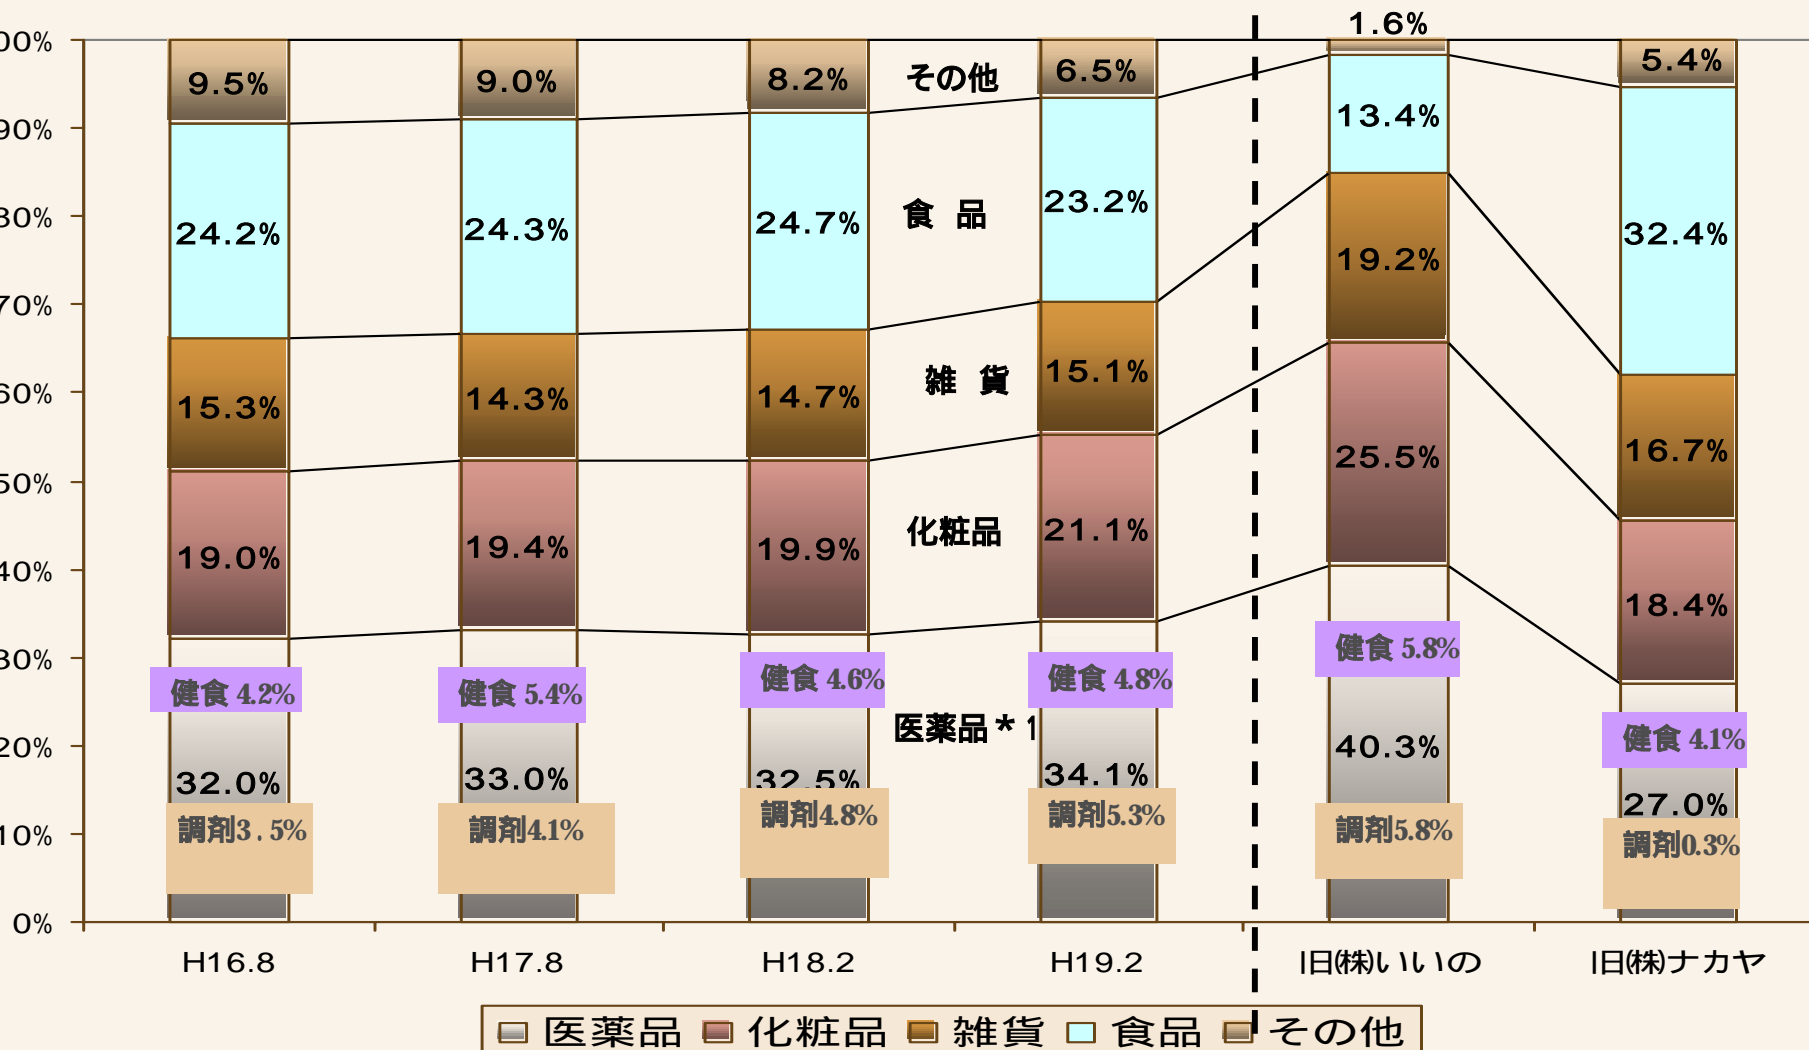 1.6%
9.5% 9.0% 8.2% その他 6.5% 5.4%
13.4%
24.2% 24.3% 24.7% 食 品 23.2% 32.4%
19.2%
15.3% 14.3% 14.7% 雑 貨 15.1% 16.7%
25.5%
19.0% 19.4% 19.9% 化粧品 21.1% 18.4%
健食 4.2% 健食 5.4% 健食 4.6% 健食 4.8% 健食 5.8% 健食 4.1%
医薬品＊1
32.0% 33.0% 32.5% 34.1% 40.3% 27.0%
調剤3.5% 調剤4.1% 調剤4.8% 調剤5.3% 調剤5.8% 調剤0.3%
00%
90%
80%
70%
60%
50%
40%
30%
20%
10%
0%
H16.8 H17.8 H18.2 H19.2 旧㈱いいの 旧㈱ナカヤ
医薬品 化粧品 雑貨 食品 その他